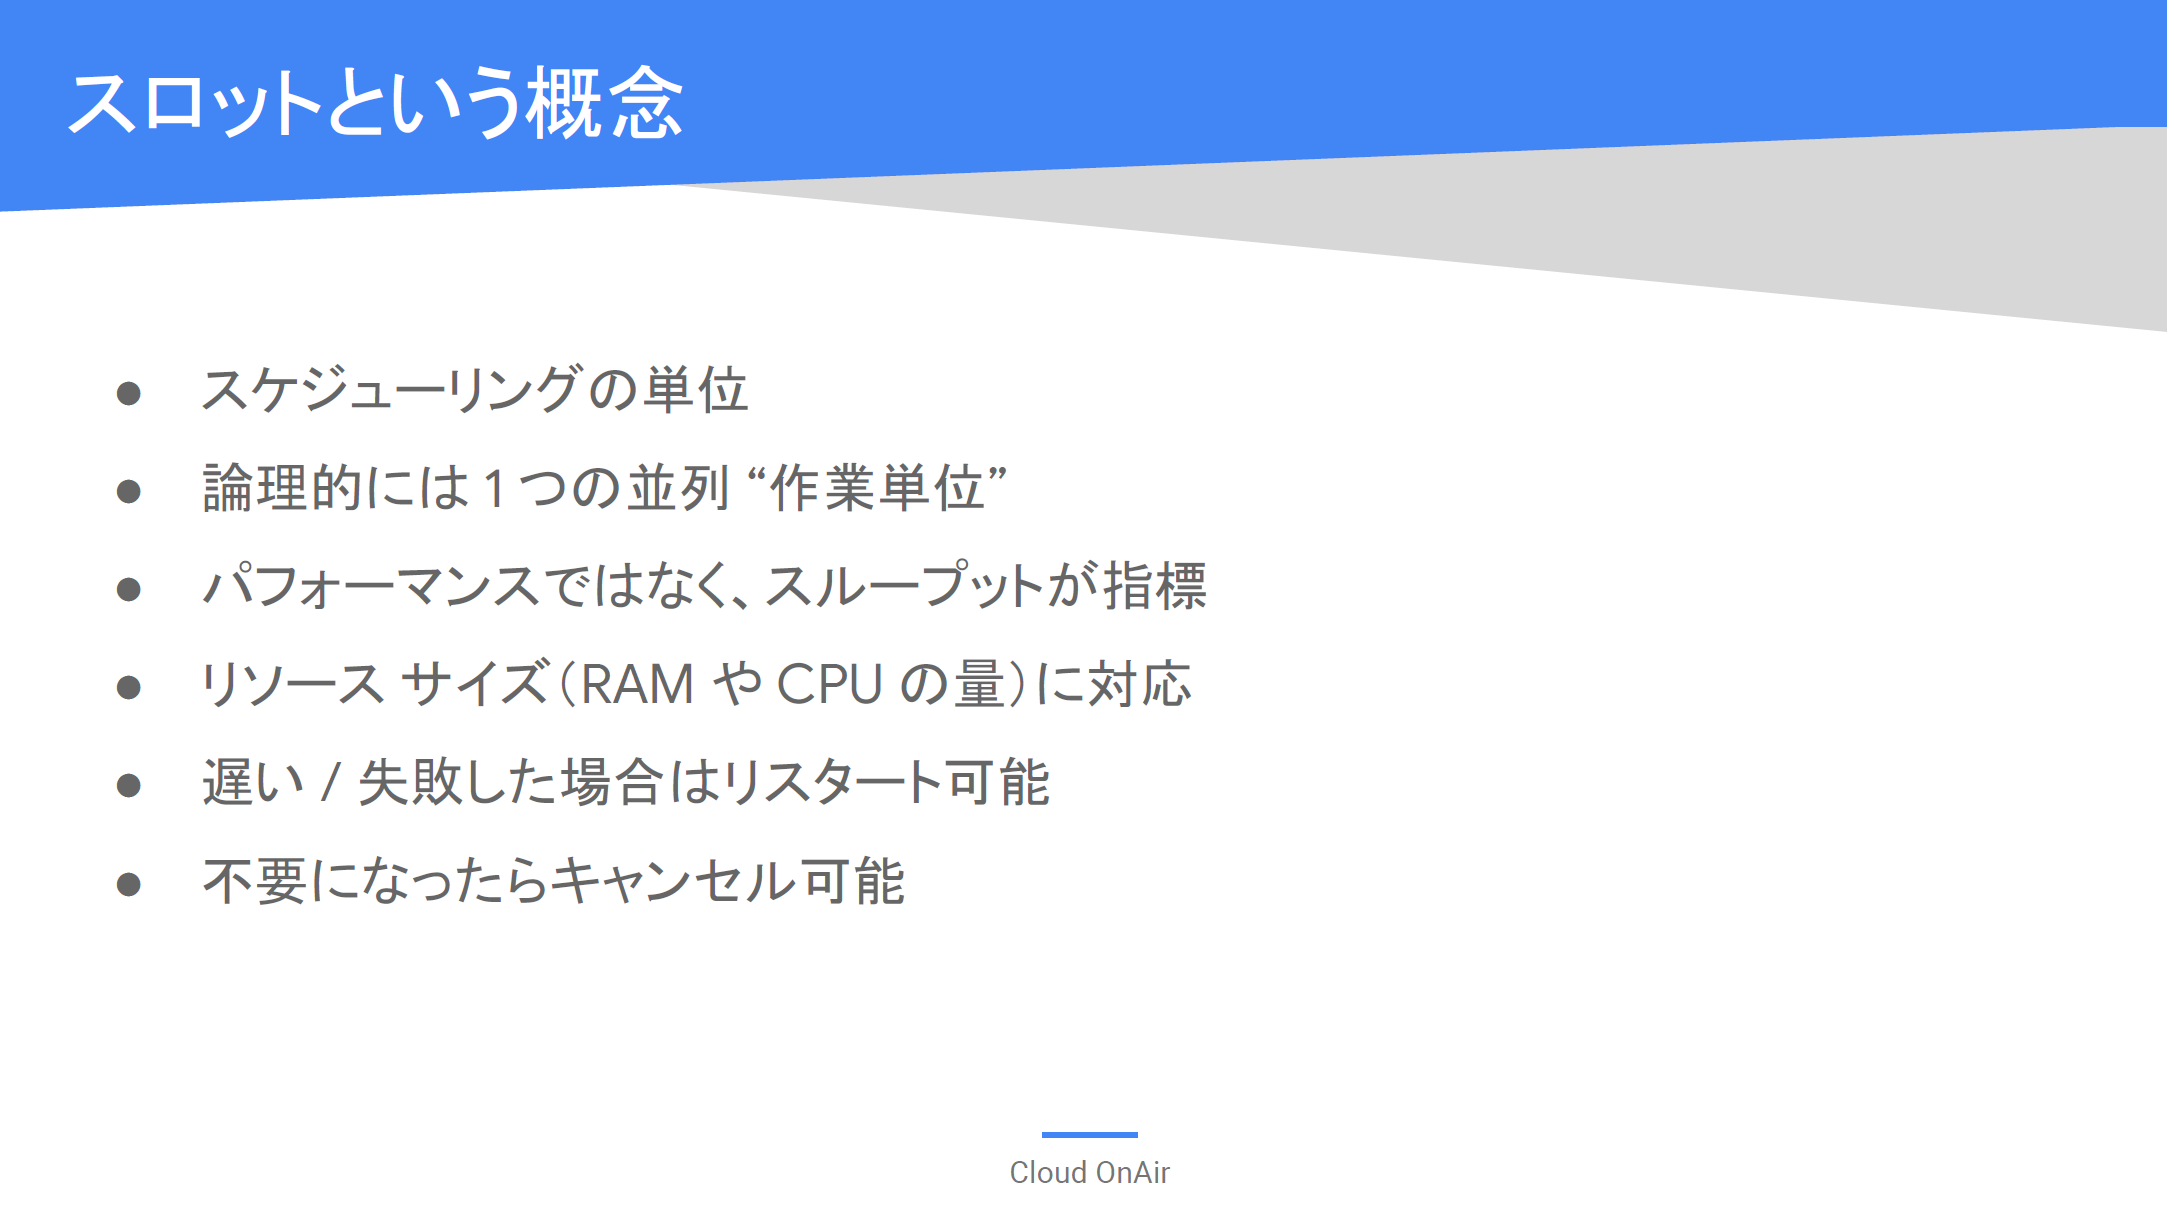 スロットという概念
● スケジューリングの単位
● 論理的には 1 つの並列 “作業単位”
● パフォーマンスではなく、スループットが指標
● リソース サイズ（RAM や CPU の量）に対応
● 遅い / 失敗した場合はリスタート可能
● 不要になったらキャンセル可能
Cloud OnAir